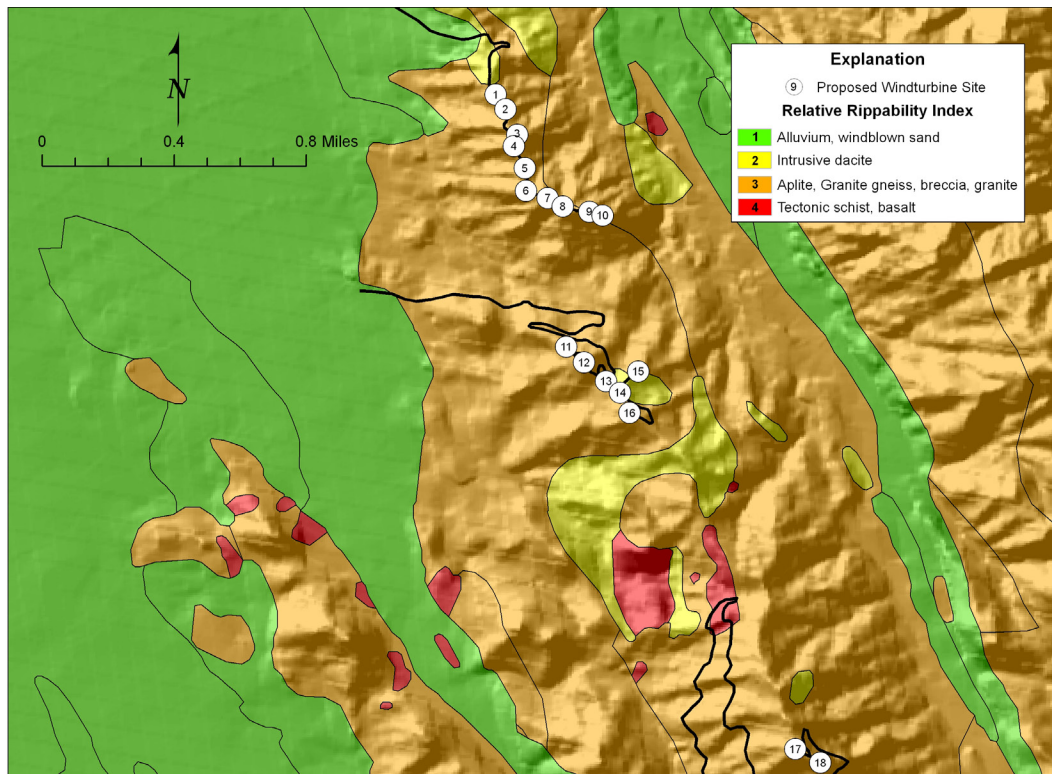 N
0 0.4 0.8 Miles
Explanation
9 Proposed Windturbine Site
Relative Rippability Index
1 Alluvium, windblown sand
2 Intrusive dacite
3 Aplite, Granite gneiss, breccia, granite
4 Tectonic schist, basalt
1
2
3
4
5
6
7
8
9
10
11
12
13
14
15
16
17
18